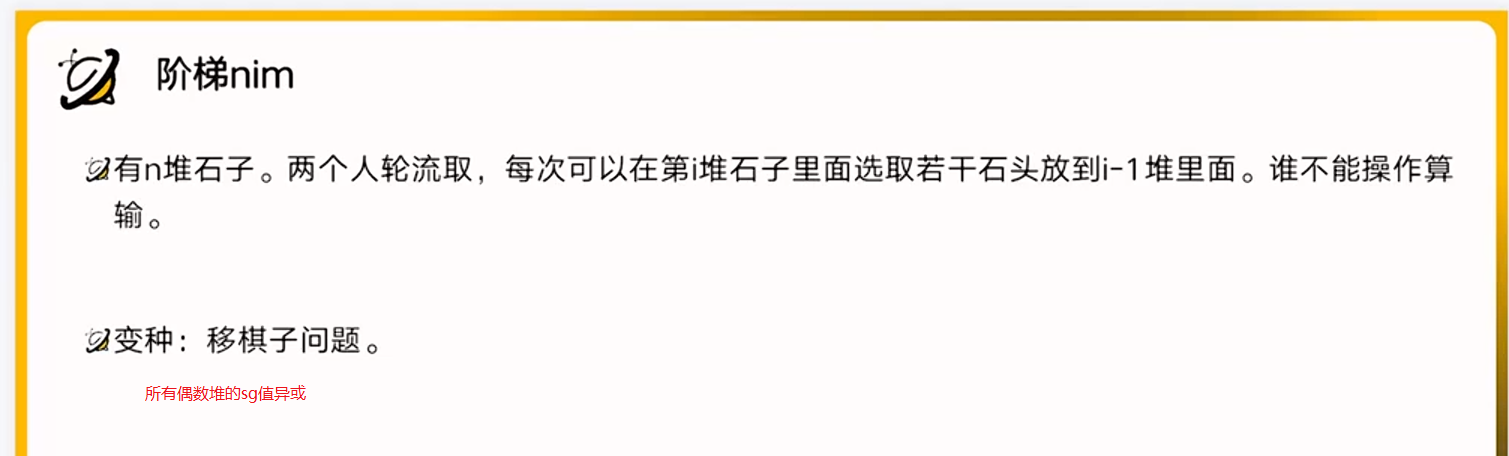 阶梯nim
有n堆石子。两个人轮流取，每次可以在第i堆石子里面选取若干石头放到i-1堆里面。谁不能操作算
输。
变种：移棋子问题。
所有偶数堆的sg值异或